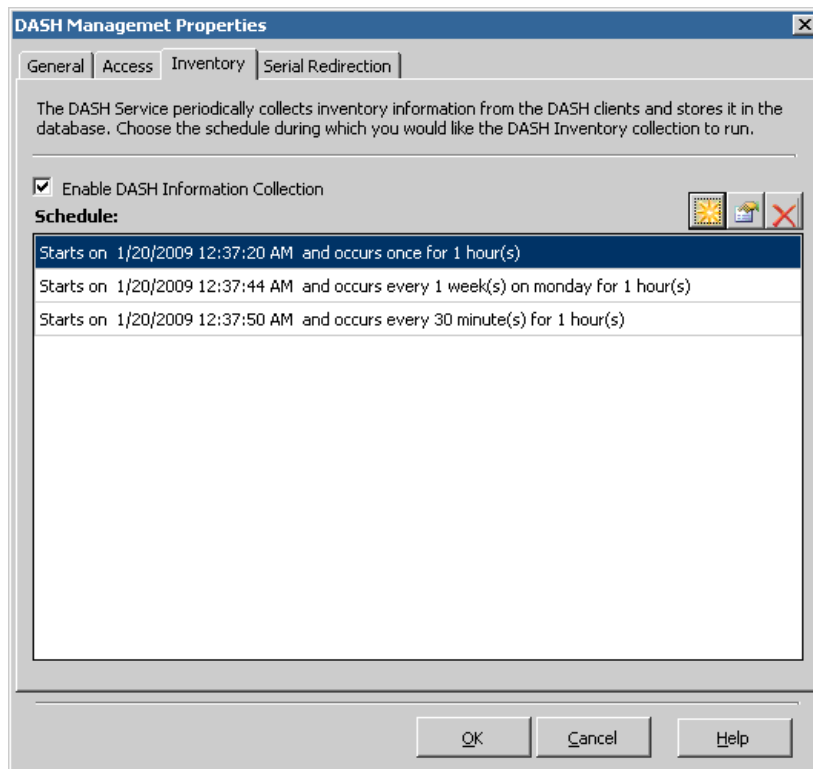 DASH Managemet Properties
General Access Inventory Serial Redirection
The DASH Service periodically collects inventory information from the DASH clients and stores it in the
database. Choose the schedule during which you would like the DASH Inventory collection to run.
Enable DASH Information Collection
Schedule:
Starts on 1/20/2009 12:37:20 AM and occurs once for 1 hour(s)
Starts on 1/20/2009 12:37:44 AM and occurs every 1 week(s) on monday for 1 hour(s)
Starts on 1/20/2009 12:37:50 AM and occurs every 30 minute(s) for 1 hour(s)
OK Cancel Help